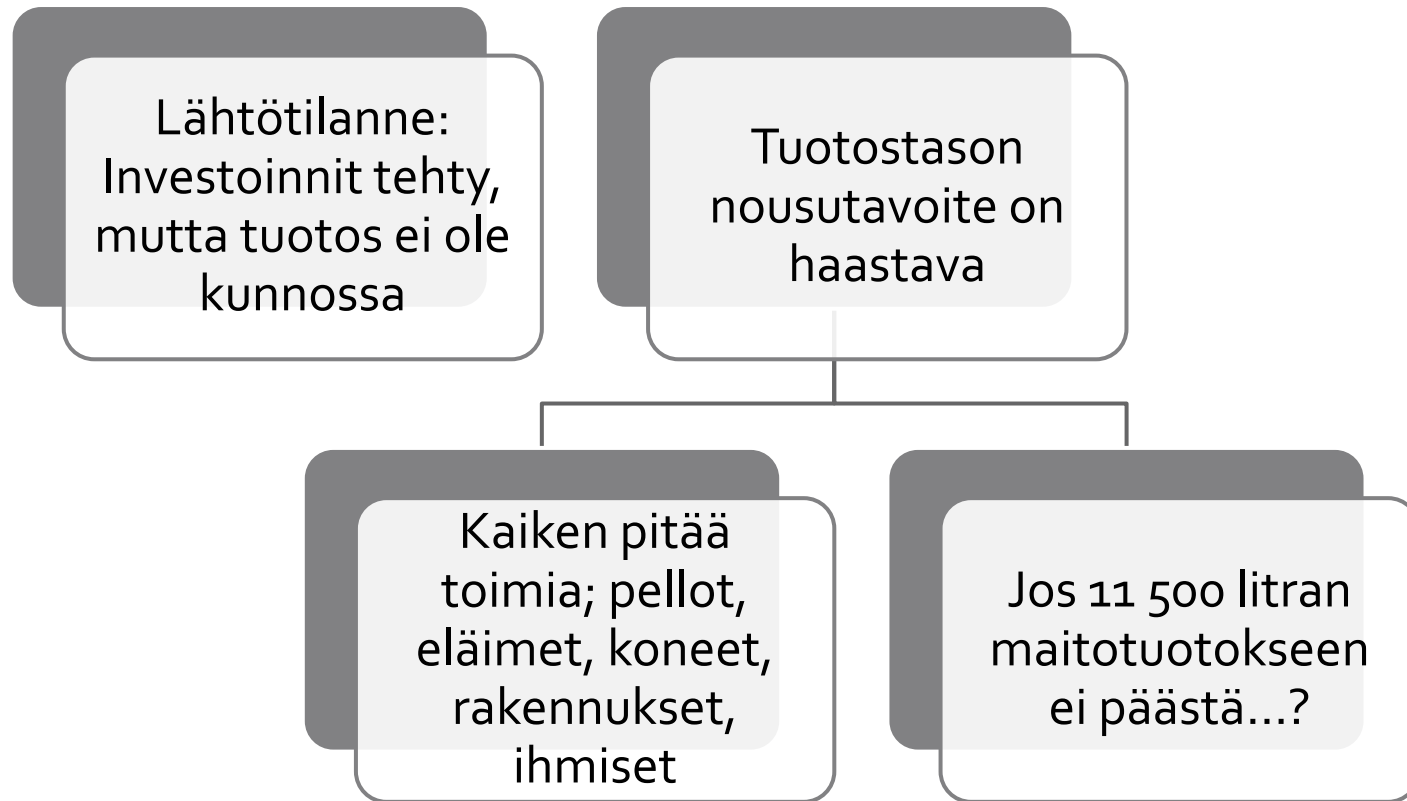 Lähtötilanne:
Investoinnit tehty,
mutta tuotos ei ole
kunnossa
Tuotostason
nousutavoite on
haastava
Kaiken pitää
toimia; pellot,
eläimet, koneet,
rakennukset,
ihmiset
Jos 11 500 litran
maitotuotokseen
ei päästä...?